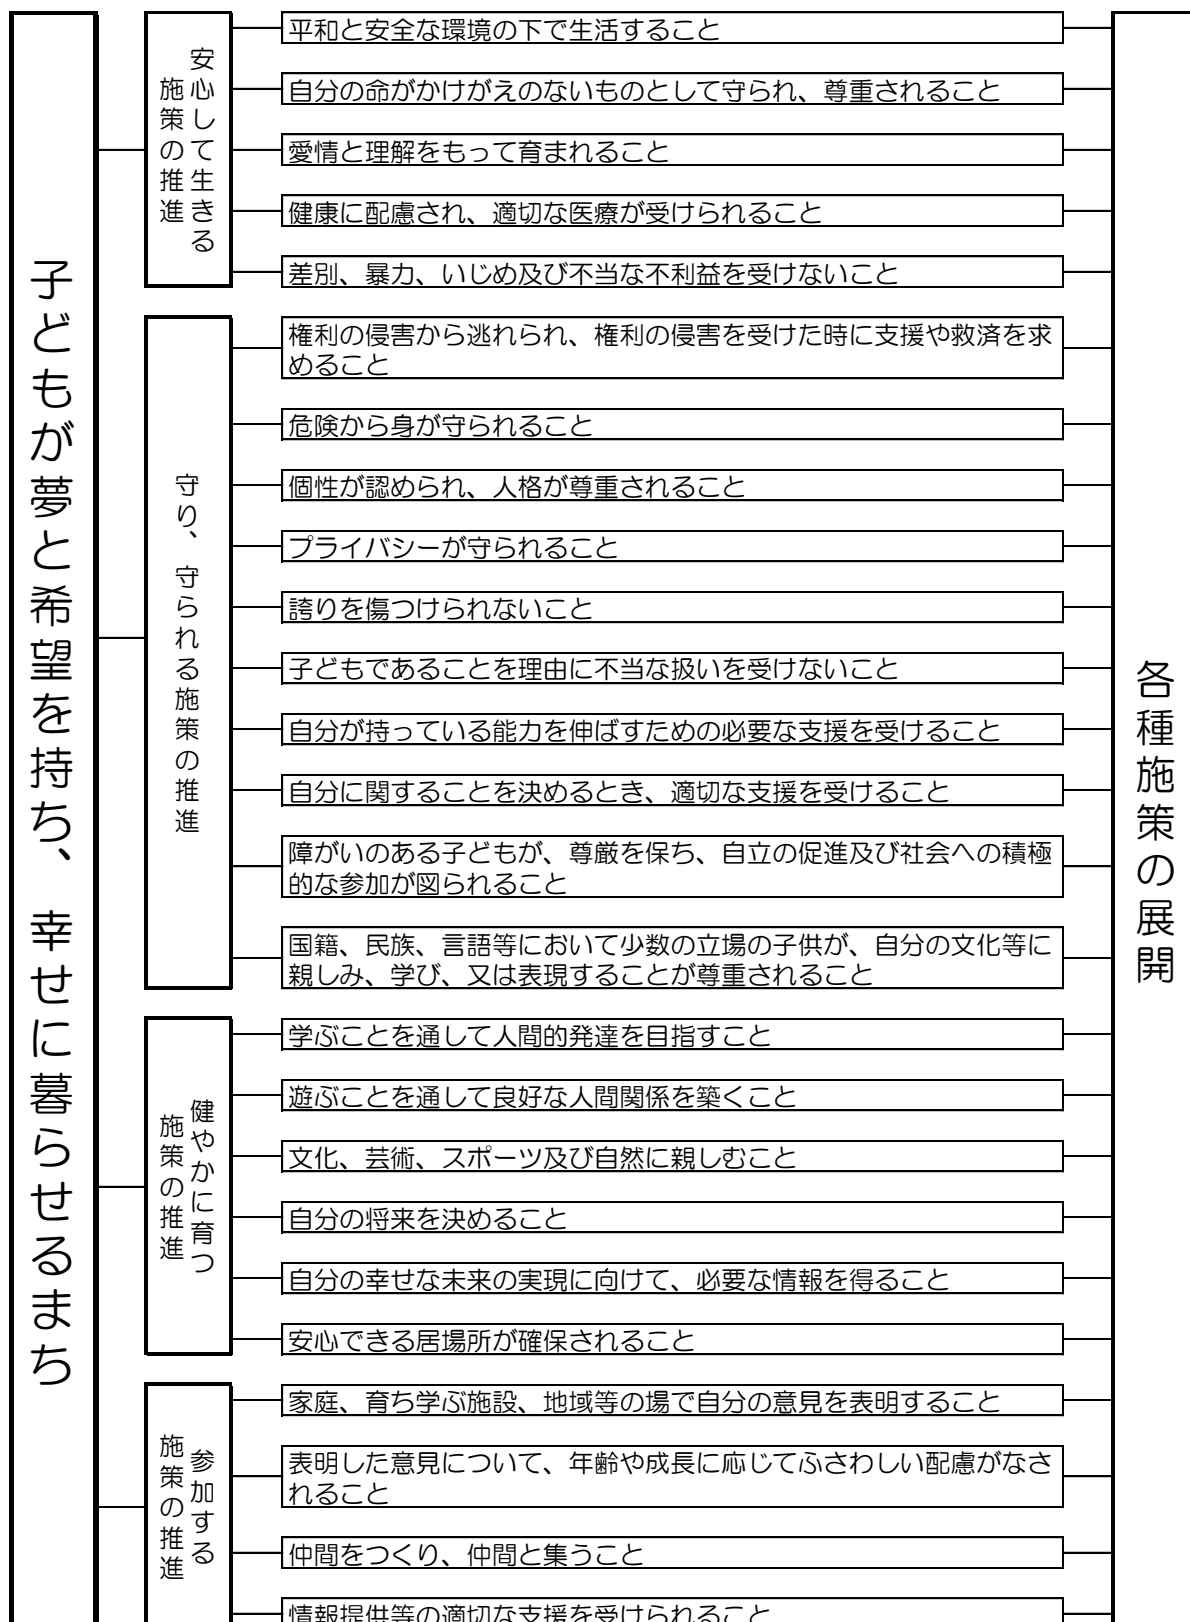 子どもが夢と希望を持ち、幸せに暮らせるまち
安心して生きる
施策の推進
平和と安全な環境の下で生活すること
自分の命がかけがえのないものとして守られ、尊重されること
愛情と理解をもって育まれること
健康に配慮され、適切な医療が受けられること
差別、暴力、いじめ及び不当な不利益を受けないこと
守り、守られる施策の推進
権利の侵害から逃れられ、権利の侵害を受けた時に支援や救済を求
めること
危険から身が守られること
個性が認められ、人格が尊重されること
プライバシーが守られること
誇りを傷つけられないこと
子どもであることを理由に不当な扱いを受けないこと
自分が持っている能力を伸ばすための必要な支援を受けること
自分に関することを決めるとき、適切な支援を受けること
障がいのある子どもが、尊厳を保ち、自立の促進及び社会への積極
的な参加が図られること
国籍、民族、言語等において少数の立場の子供が、自分の文化等に
親しみ、学び、又は表現することが尊重されること
健やかに育つ
施策の推進
学ぶことを通して人間的発達を目指すこと
遊ぶことを通して良好な人間関係を築くこと
文化、芸術、スポーツ及び自然に親しむこと
自分の将来を決めること
自分の幸せな未来の実現に向けて、必要な情報を得ること
安心できる居場所が確保されること
参加する
施策の推進
家庭、育ち学ぶ施設、地域等の場で自分の意見を表明すること
表明した意見について、年齢や成長に応じてふさわしい配慮がなさ
れること
仲間をつくり、仲間と集うこと
情報提供等の適切な支援を受けられること
各種施策の展開